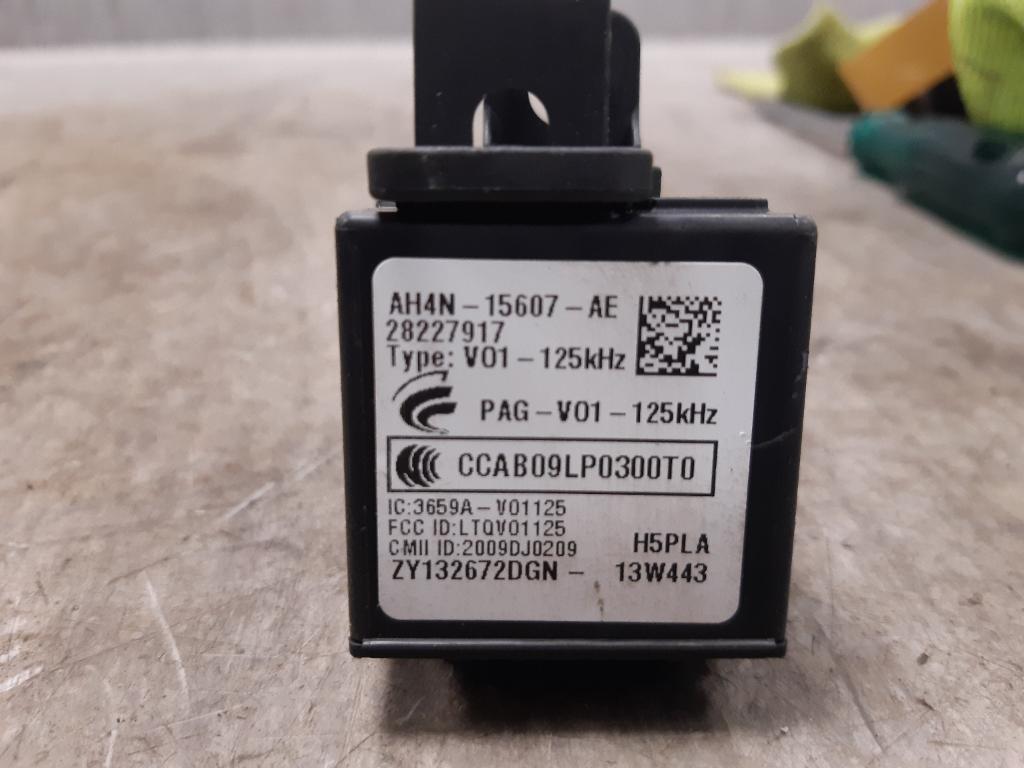 AH4N-15607-AE
28227917
Type: V01-125kHz
PAG-V01-125kHz
CCAB09LP0300T0
IC:3659A-V01125
FCC ID:LTQV01125
CMII ID:2009DJ0209
H5PLA
ZY132672DGN- 13W443